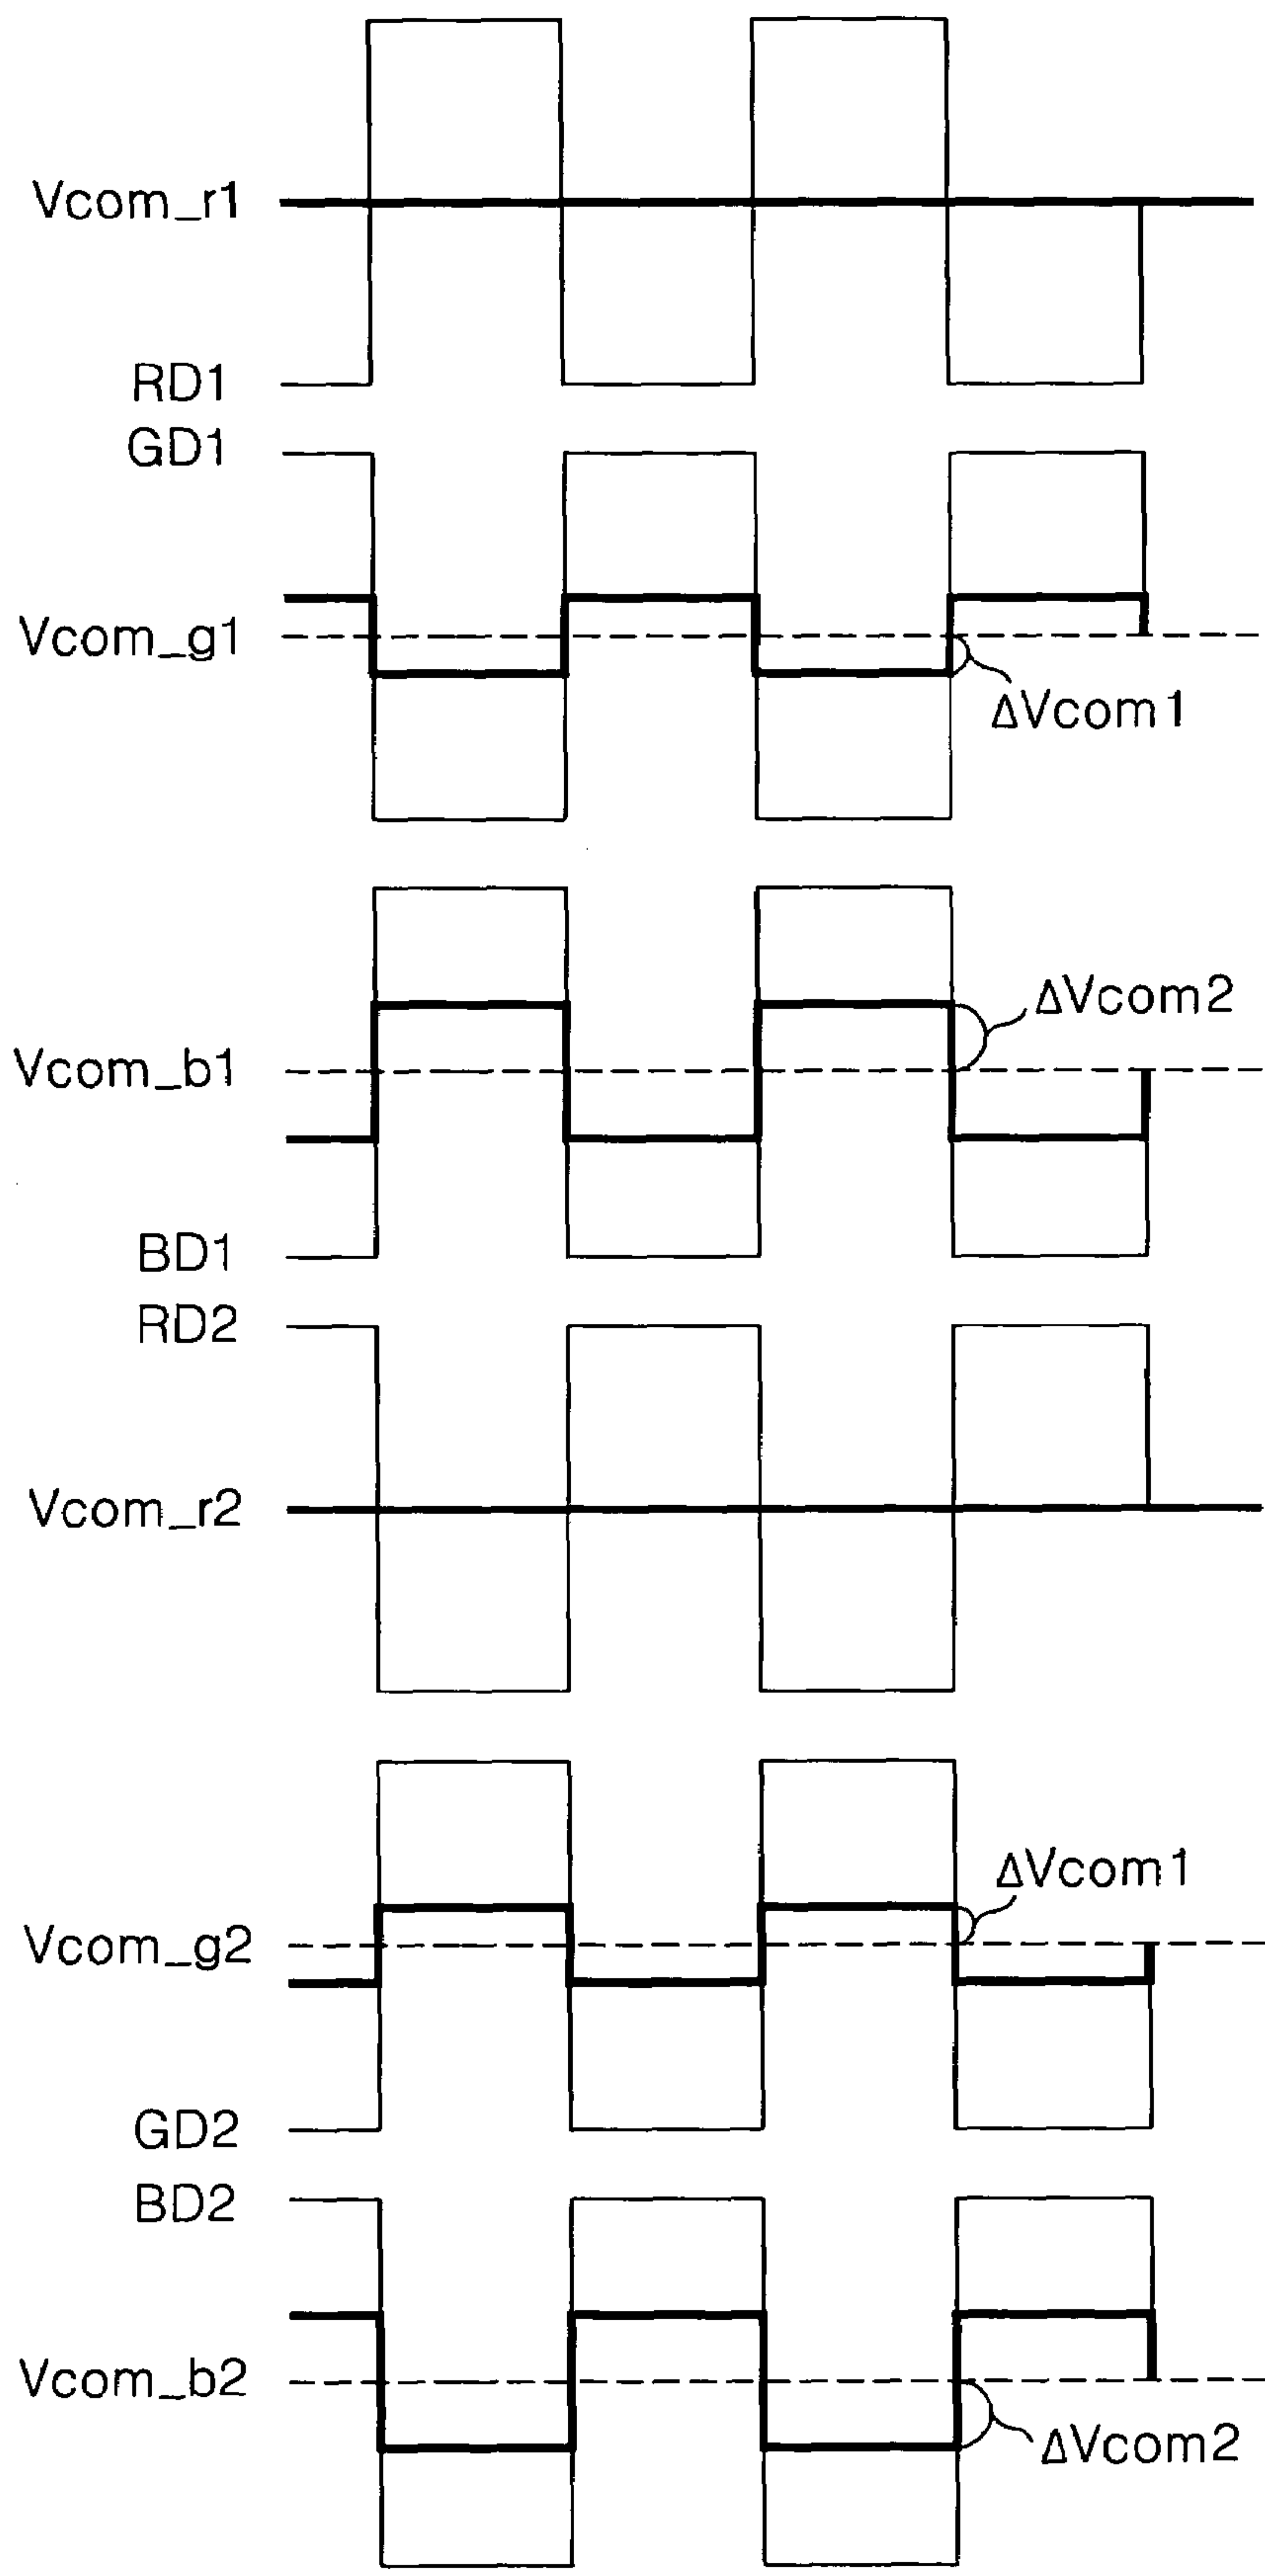 Vcom_r1
RD1
GD1
Vcom_g1
ΔVcom1
ΔVcom2
Vcom_b1
BD1
RD2
Vcom_r2
ΔVcom1
Vcom_g2
GD2
BD2
Vcom_b2
ΔVcom2